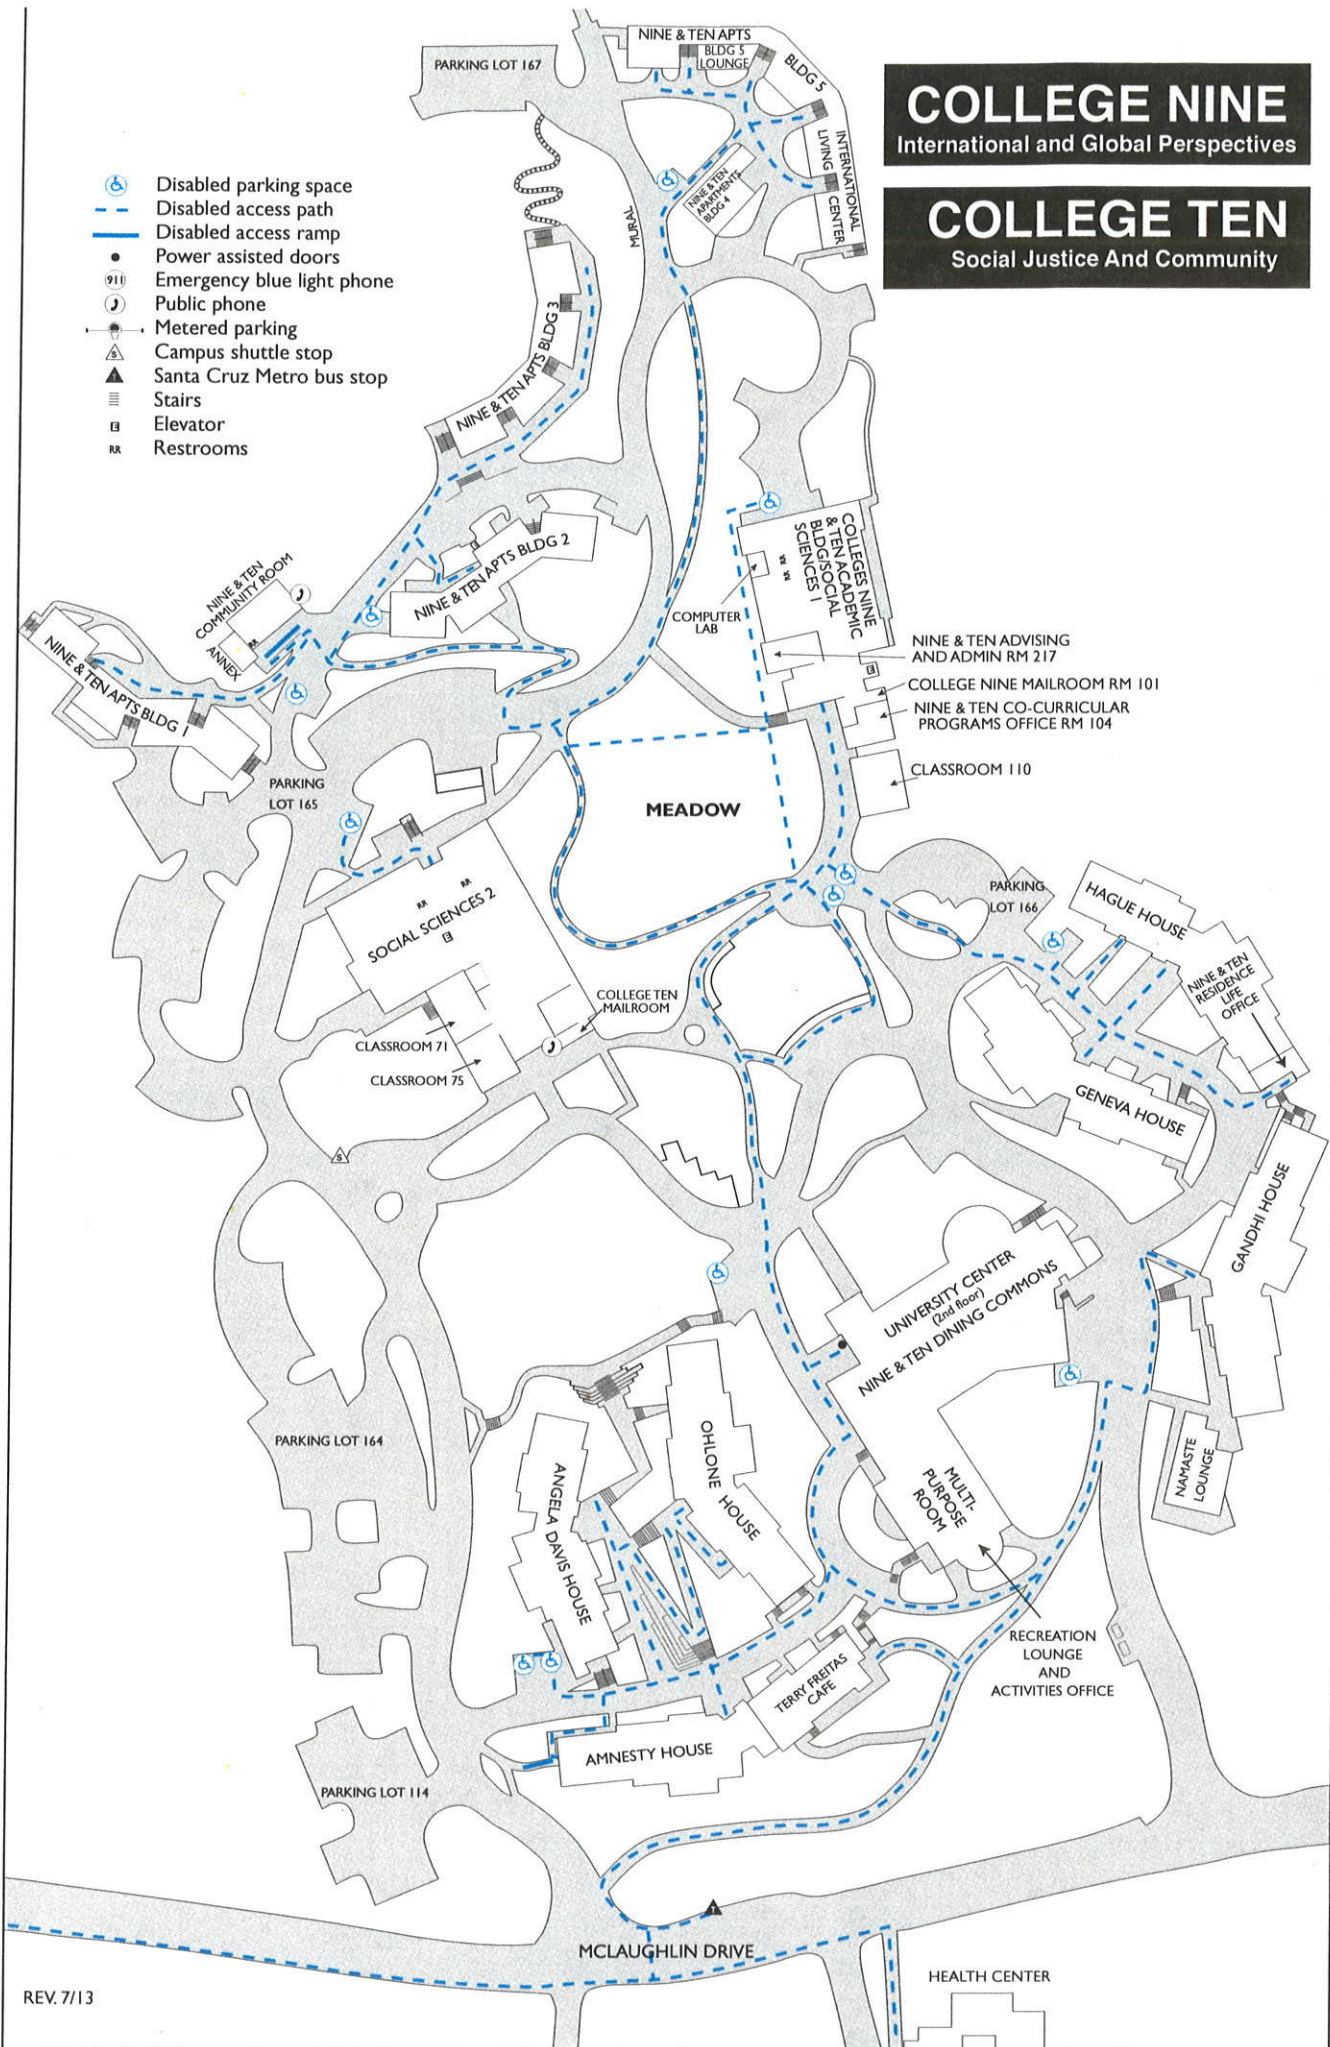 COLLEGE NINE
International and Global Perspectives
COLLEGE TEN
Social Justice And Community
Disabled parking space
Disabled access path
Disabled access ramp
Power assisted doors
911 Emergency blue light phone
Public phone
Metered parking
S Campus shuttle stop
T Santa Cruz Metro bus stop
Stairs
E Elevator
RR Restrooms
PARKING LOT 167
NINE & TEN APTS
BLDG 5
LOUNGE
BLDG 5
INTERNATIONAL
LIVING CENTER
NINE & TEN
APARTMENTS
BLDG 4
MURAL
NINE & TEN APTS BLDG 3
NINE & TEN APTS BLDG 2
E
NINE & TEN
COMMUNITY ROOM
RR
ANNEX
NINE & TEN APTS BLDG 1
COLLEGES NINE
& TEN ACADEMIC
BLDG/SOCIAL
SCIENCES 1
RR RR
COMPUTER
LAB
E
NINE & TEN ADVISING
AND ADMIN RM 217
COLLEGE NINE MAILROOM RM 101
NINE & TEN CO-CURRICULAR
PROGRAMS OFFICE RM 104
CLASSROOM 110
PARKING
LOT 165
MEADOW
RR
RR
SOCIAL SCIENCES 2
E
COLLEGE TEN
MAILROOM
CLASSROOM 71
CLASSROOM 75
PARKING
LOT 166
HAGUE HOUSE
NINE & TEN
RESIDENCE
LIFE
OFFICE
GENEVA HOUSE
GANDHI HOUSE
S
UNIVERSITY CENTER
(2nd floor)
NINE & TEN DINING COMMONS
MULTI-
PURPOSE
ROOM
NAMASTE
LOUNGE
PARKING LOT 164
ANGELA DAVIS HOUSE
OHLONE HOUSE
RECREATION
LOUNGE
AND
ACTIVITIES OFFICE
TERRY FREITAS
CAFE
AMNESTY HOUSE
PARKING LOT 114
T
MCLAUGHLIN DRIVE
HEALTH CENTER
REV. 7/13